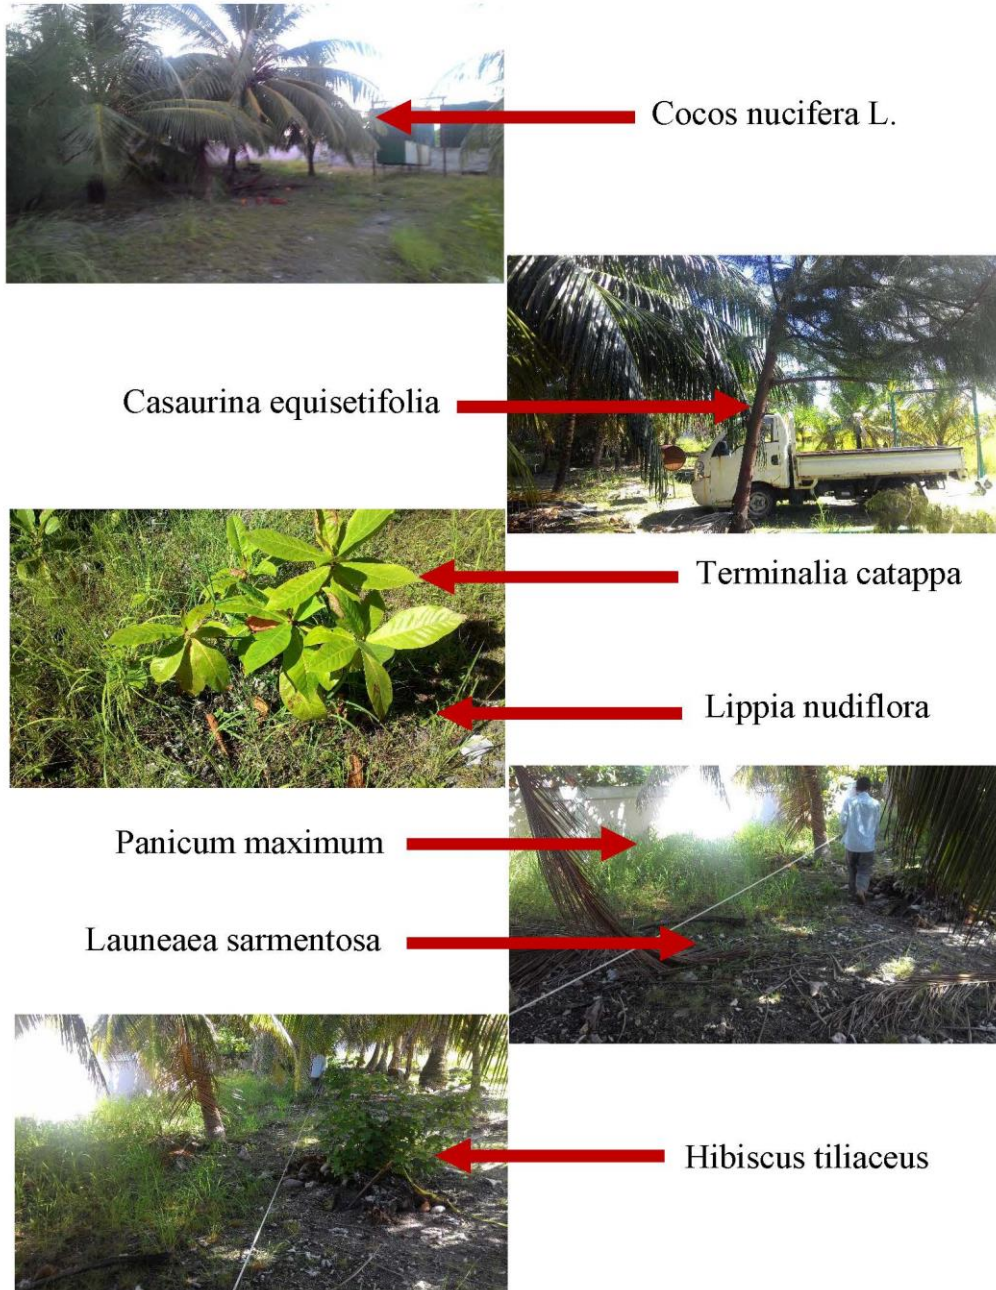 Cocos nucifera L.
Casaurina equisetifolia
Terminalia catappa
Lippia nudiflora
Panicum maximum
Launeaea sarmentosa
Hibiscus tiliaceus